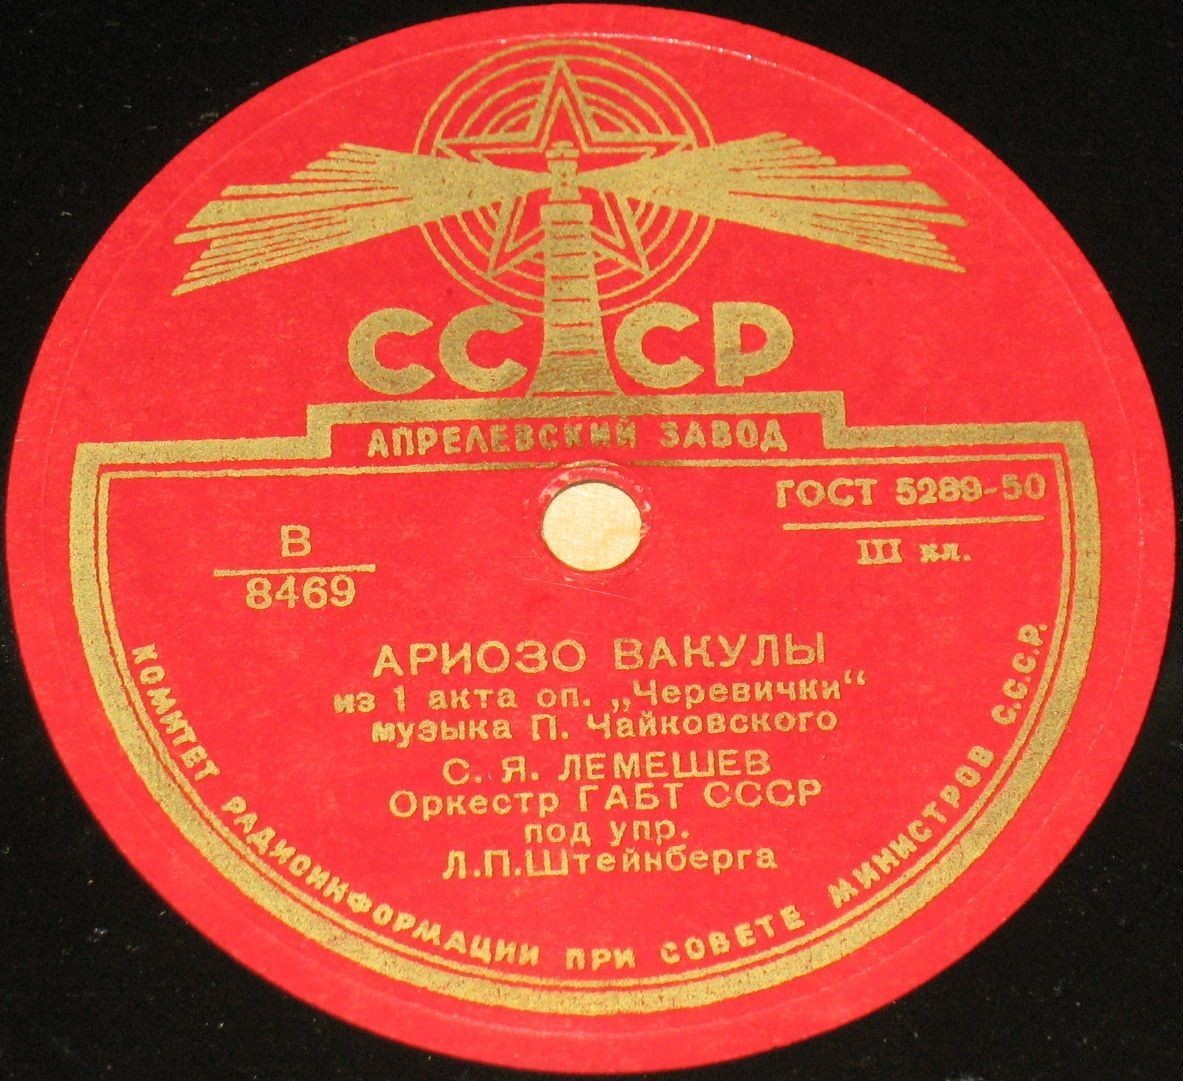 СССР
АПРЕЛЕВСКИЙ ЗАВОД
ГОСТ 5289-50
III кл.
В
8469
АРИОЗО ВАКУЛЫ
из 1 акта оп. „Черевички“
музыка П. Чайковского
С. Я. ЛЕМЕШЕВ
Оркестр ГАБТ СССР
под упр.
Л.П.Штейнберга
КОМИТЕТ РАДИОИНФОРМАЦИИ ПРИ СОВЕТЕ МИНИСТРОВ С.С.С.Р.